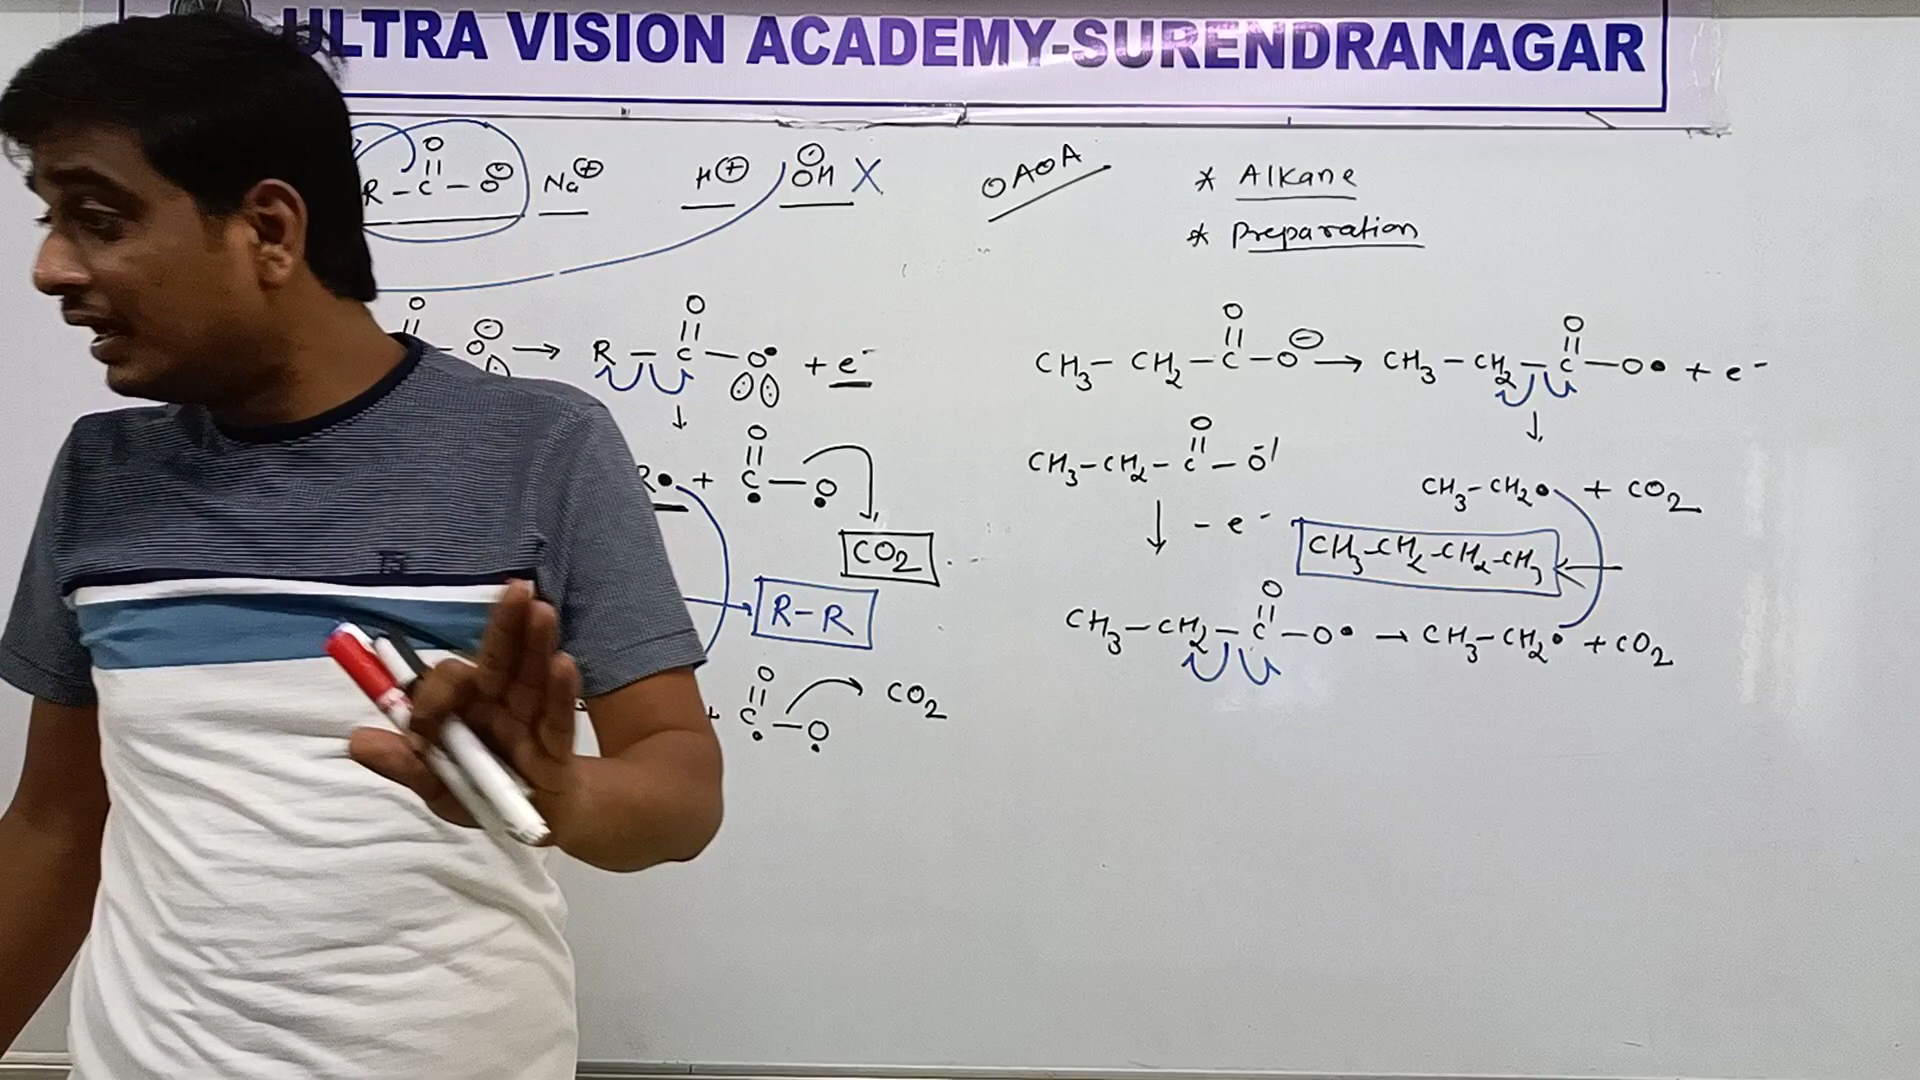 ULTRA VISION ACADEMY-SURENDRANAGAR
O
||
R – C – O⊖ Na⊕ H⊕ ⊖OH X
OAOA
* Alkane
* Preparation
O
||
O⊖ → R – C – O• + e⁻
↓
R• + C – O
CO2
R–R
+ C – O → CO2
O
||
CH3 – CH2 – C – O⊖ → CH3 – CH2 – C – O• + e⁻
↓
CH3 – CH2 – C – O⁻
CH3 – CH2• + CO2
↓ – e⁻
CH3–CH2–CH2–CH3 ←
CH3 – CH2 – C – O• → CH3 – CH2• + CO2